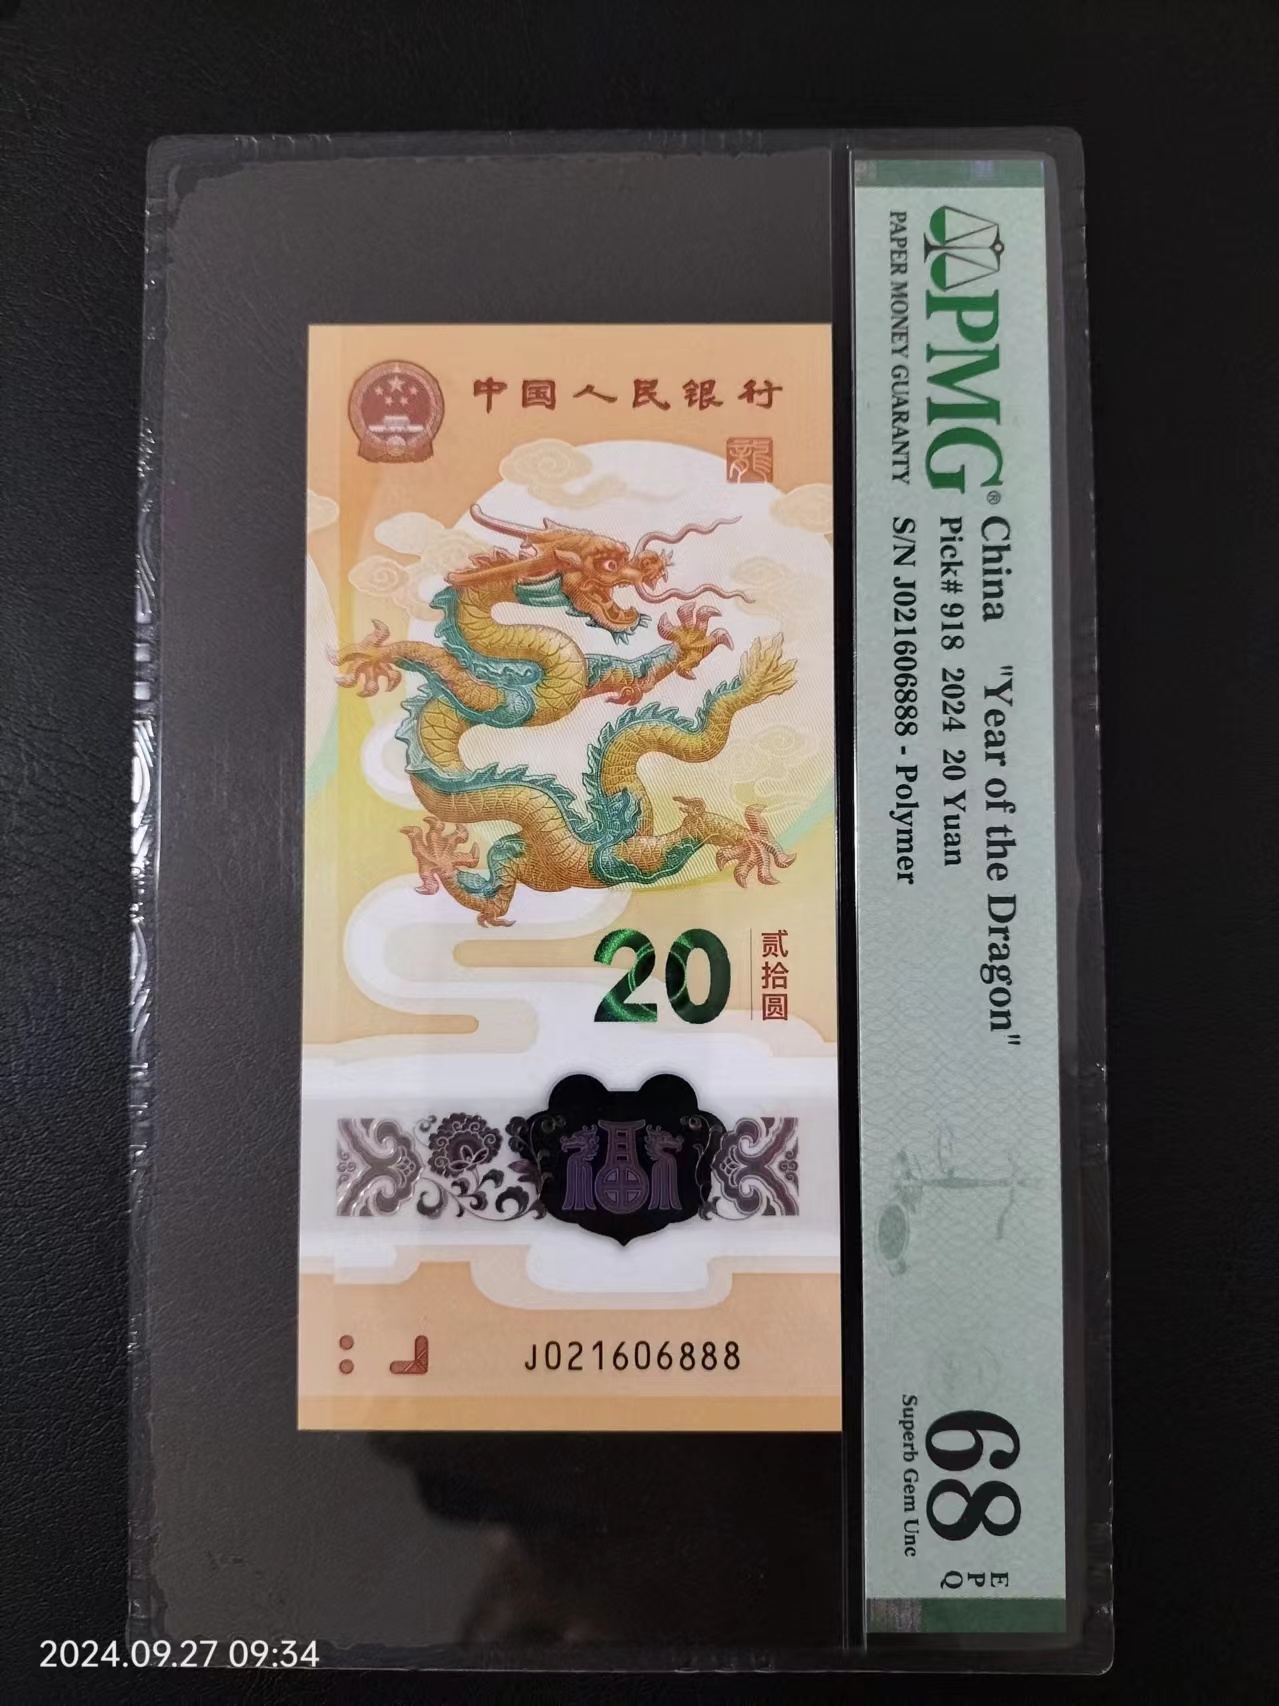 中国人民银行
龍
20
贰拾圆
J021606888
PMG®
PAPER MONEY GUARANTY
China "Year of the Dragon"
Pick# 918 2024 20 Yuan
S/N J021606888 - Polymer
68 EPQ
Superb Gem Unc
2024.09.27 09:34